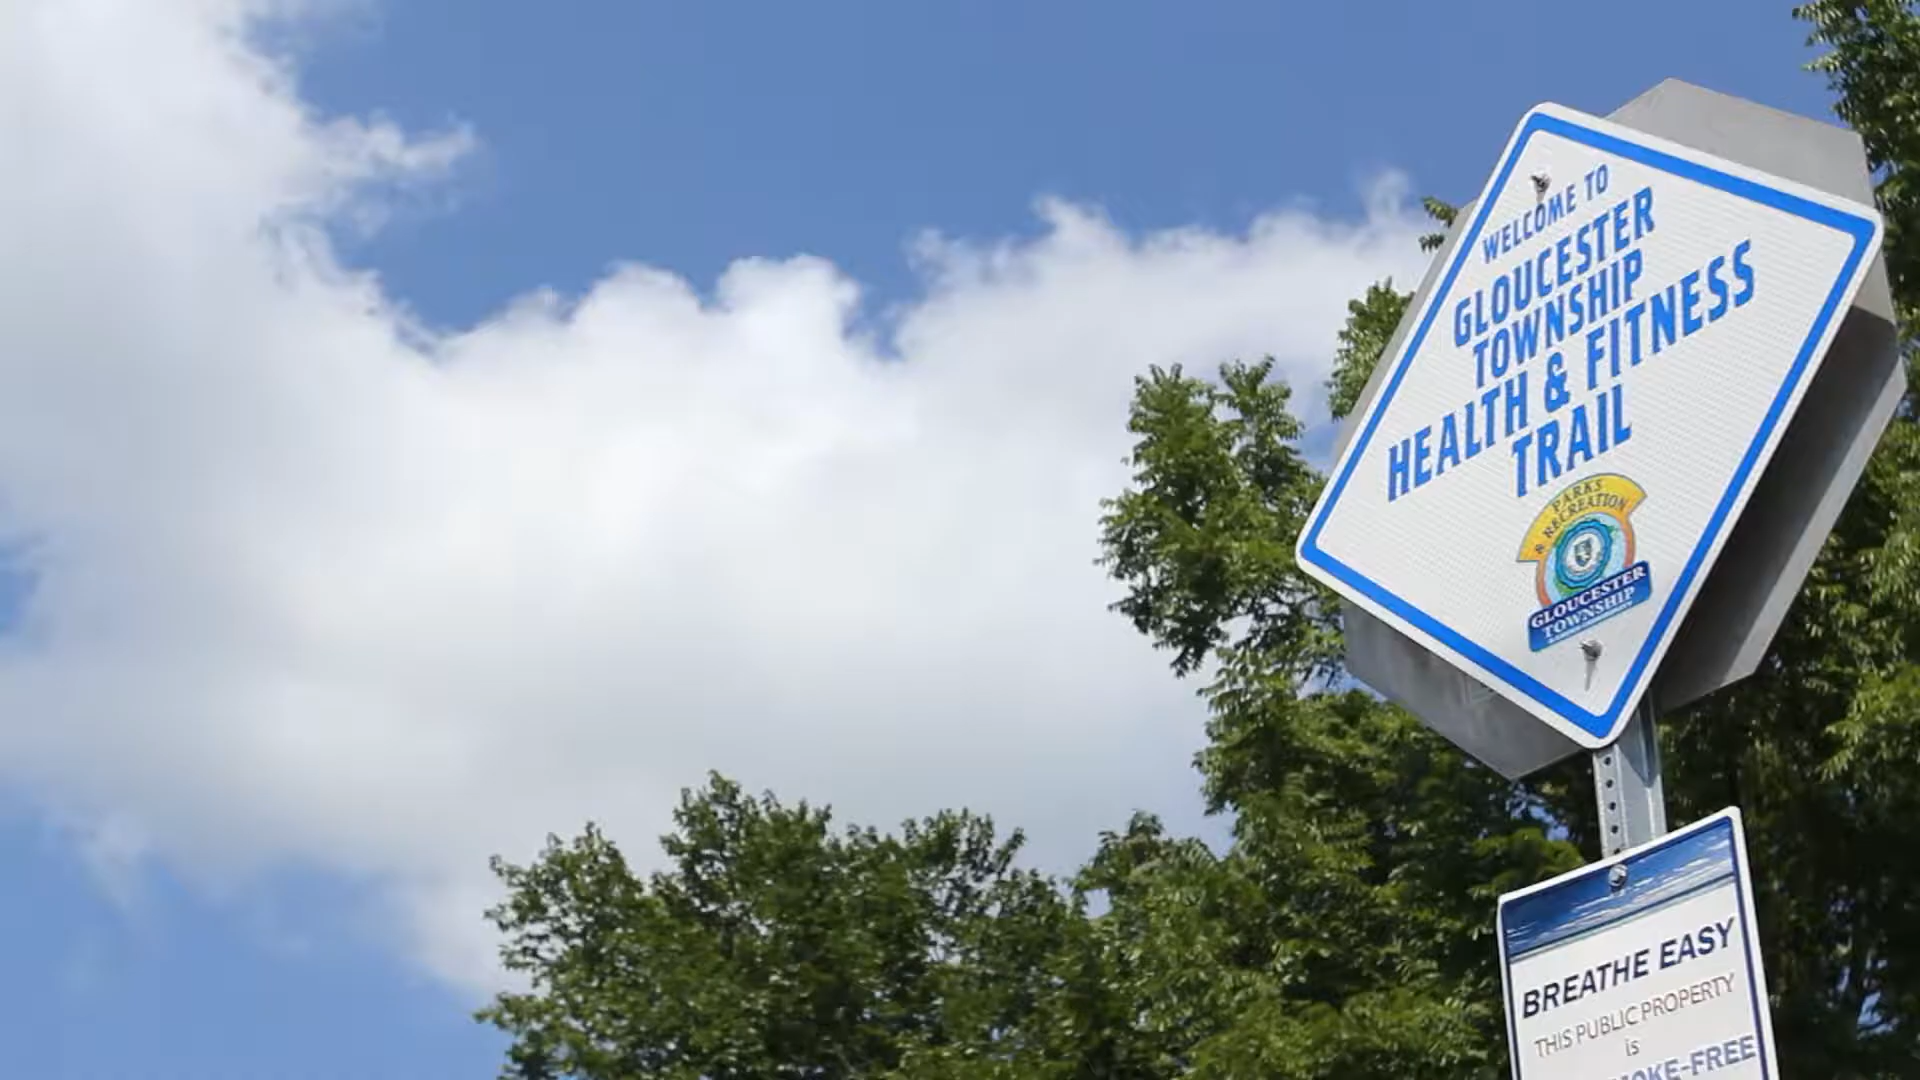 WELCOME TO
GLOUCESTER
TOWNSHIP
HEALTH & FITNESS
TRAIL
PARKS
& RECREATION
GLOUCESTER
TOWNSHIP
BREATHE EASY
THIS PUBLIC PROPERTY
is